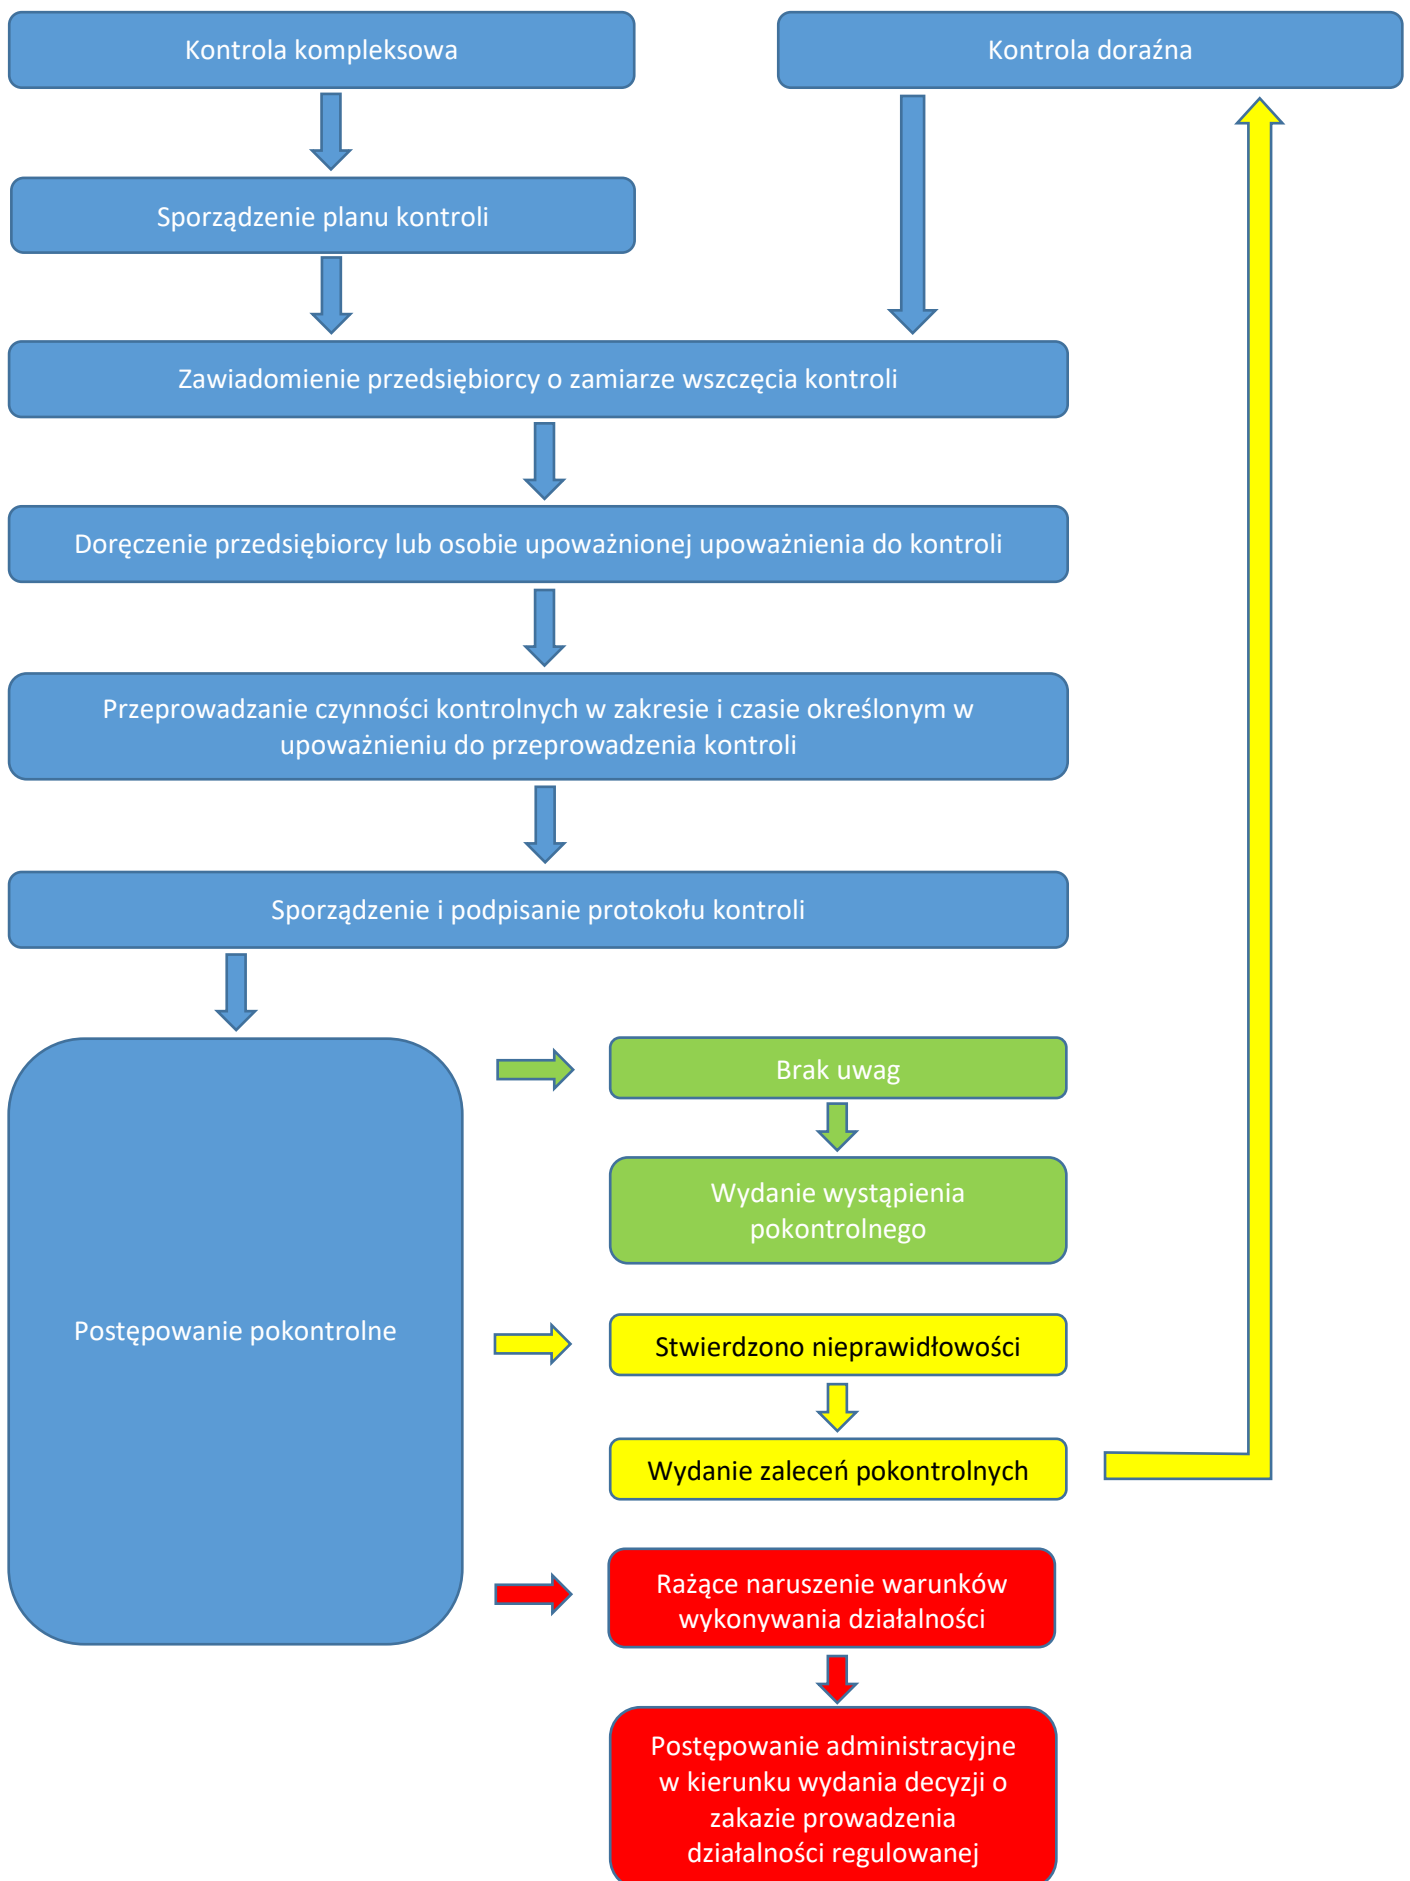 Kontrola kompleksowa
Kontrola doraźna
Sporządzenie planu kontroli
Zawiadomienie przedsiębiorcy o zamiarze wszczęcia kontroli
Doręczenie przedsiębiorcy lub osobie upoważnionej upoważnienia do kontroli
Przeprowadzanie czynności kontrolnych w zakresie i czasie określonym w
upoważnieniu do przeprowadzenia kontroli
Sporządzenie i podpisanie protokołu kontroli
Postępowanie pokontrolne
Brak uwag
Wydanie wystąpienia
pokontrolnego
Stwierdzono nieprawidłowości
Wydanie zaleceń pokontrolnych
Rażące naruszenie warunków
wykonywania działalności
Postępowanie administracyjne
w kierunku wydania decyzji o
zakazie prowadzenia
działalności regulowanej